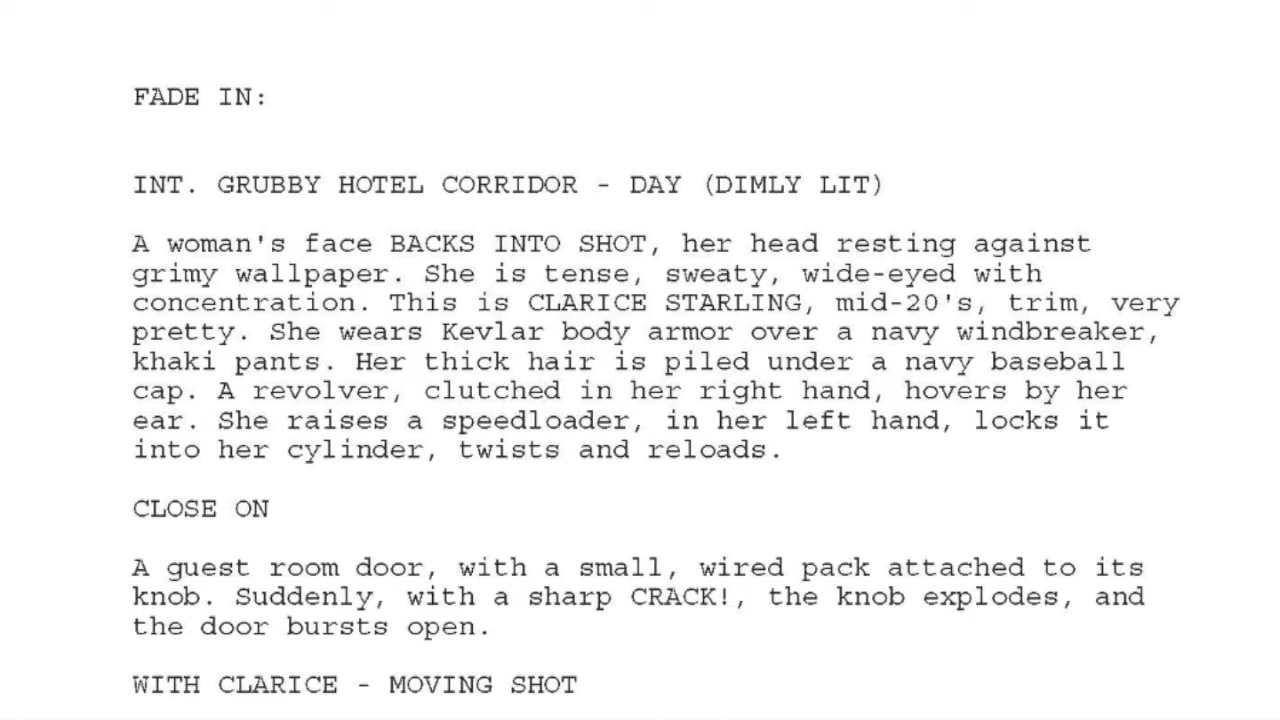 FADE IN:
INT. GRUBBY HOTEL CORRIDOR - DAY (DIMLY LIT)
A woman's face BACKS INTO SHOT, her head resting against
grimy wallpaper. She is tense, sweaty, wide-eyed with
concentration. This is CLARICE STARLING, mid-20's, trim, very
pretty. She wears Kevlar body armor over a navy windbreaker,
khaki pants. Her thick hair is piled under a navy baseball
cap. A revolver, clutched in her right hand, hovers by her
ear. She raises a speedloader, in her left hand, locks it
into her cylinder, twists and reloads.
CLOSE ON
A guest room door, with a small, wired pack attached to its
knob. Suddenly, with a sharp CRACK!, the knob explodes, and
the door bursts open.
WITH CLARICE - MOVING SHOT